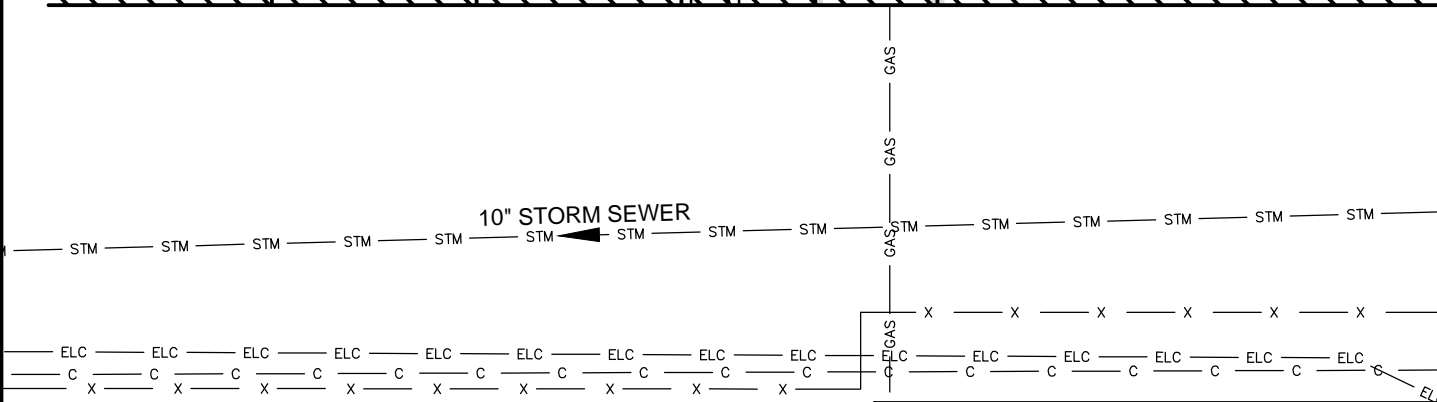 GAS
GAS
10" STORM SEWER
STM STM STM STM STM STM STM STM STM STM STM STM STM STM STM
GAS
X X X X X X
GAS
ELC ELC ELC ELC ELC ELC ELC ELC ELC ELC ELC ELC ELC ELC ELC
C C C C C C C C C C C C C C C C C
X X X X X X X X X